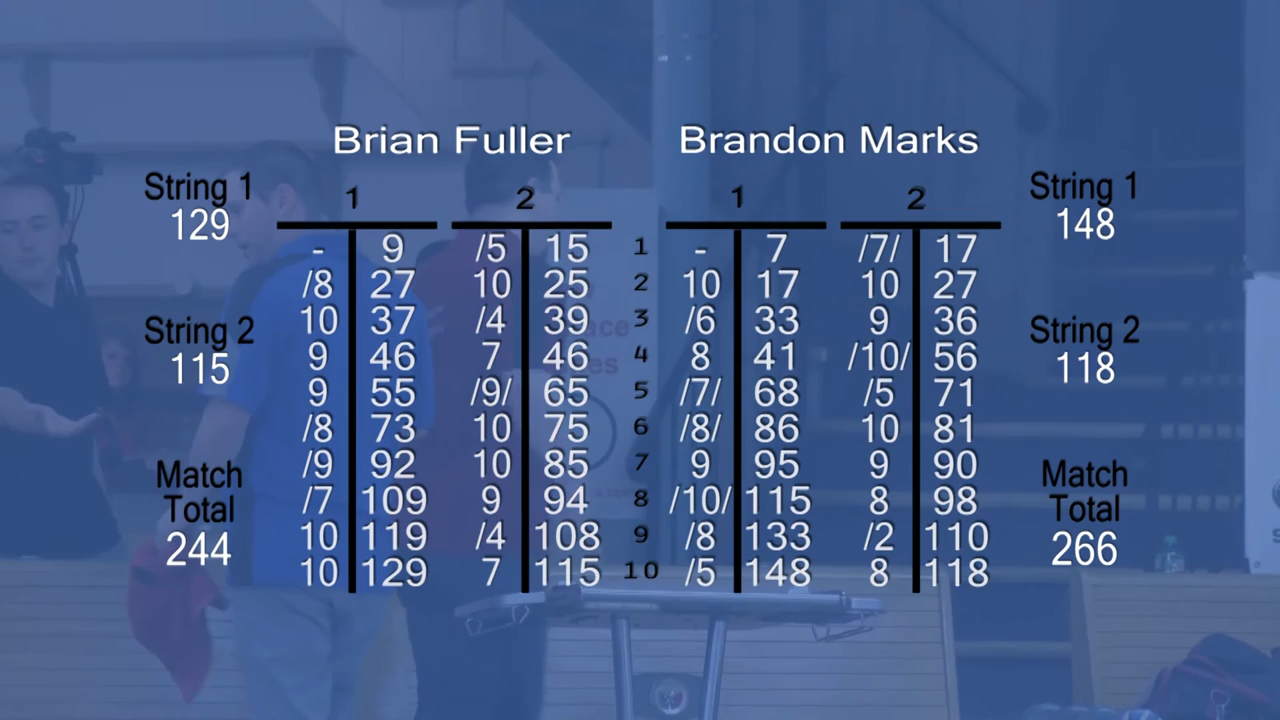 Brian Fuller Brandon Marks
String 1 String 1
129 148
1 2 1 2
- 9 /5 15 1 - 7 /7/ 17
/8 27 10 25 2 10 17 10 27
10 37 /4 39 3 /6 33 9 36
String 2 String 2
115 118
9 46 7 46 4 8 41 /10/ 56
9 55 /9/ 65 5 /7/ 68 /5 71
/8 73 10 75 6 /8/ 86 10 81
/9 92 10 85 7 9 95 9 90
Match Match
Total Total
244 266
/7 109 9 94 8 /10/ 115 8 98
10 119 /4 108 9 /8 133 /2 110
10 129 7 115 10 /5 148 8 118